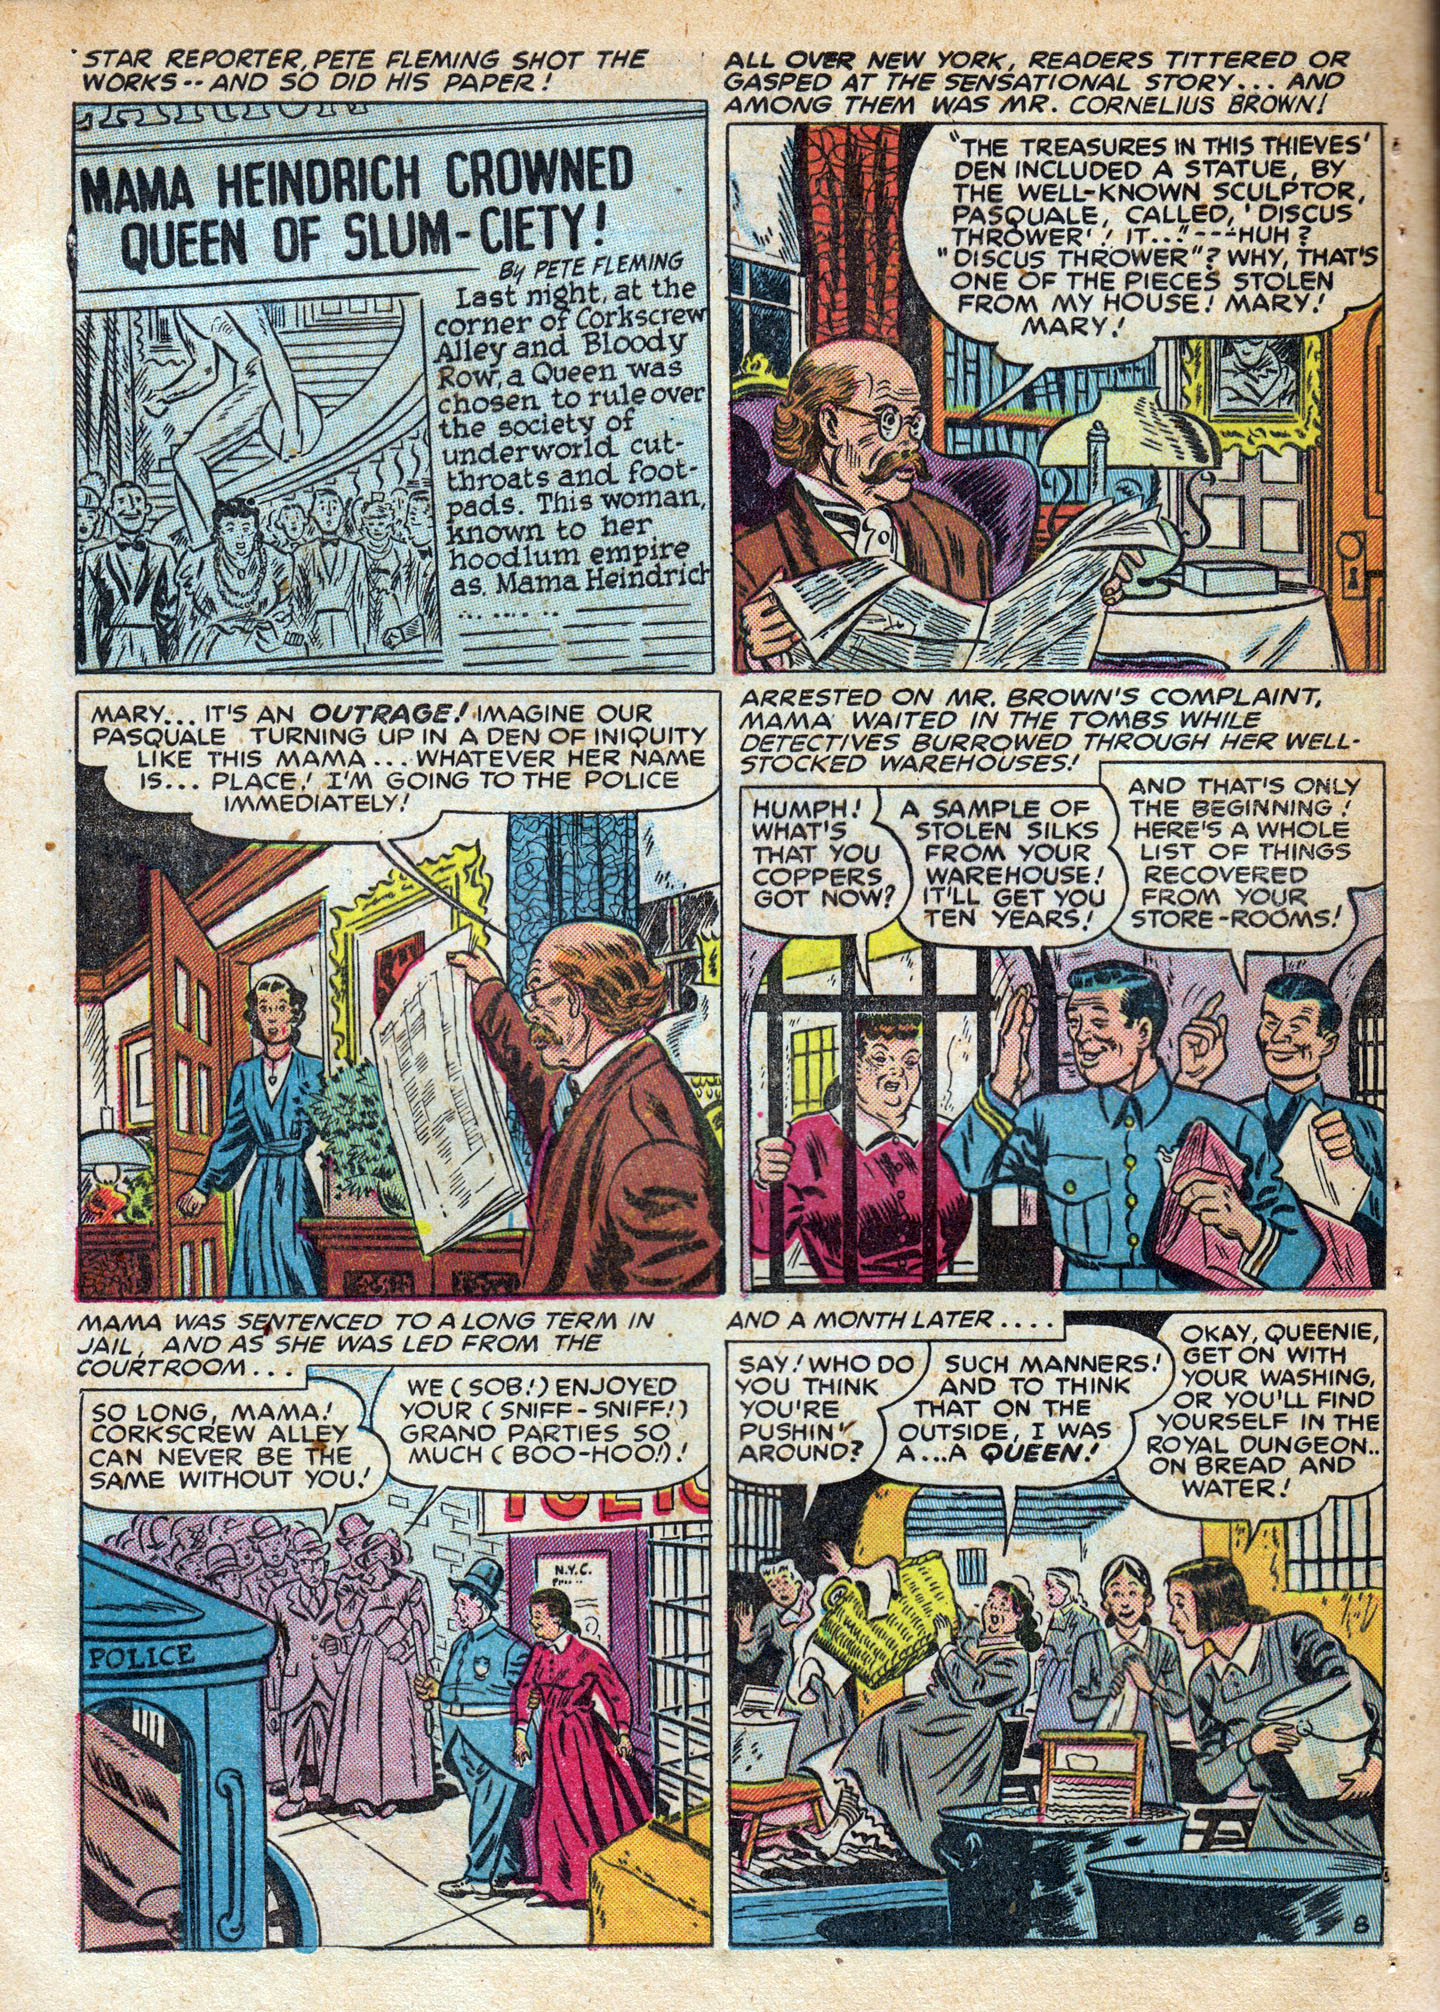 STAR REPORTER, PETE FLEMING SHOT THE
WORKS -- AND SO DID HIS PAPER!
MAMA HEINDRICH CROWNED
QUEEN OF SLUM-CIETY!
By PETE FLEMING
Last night, at the
corner of Corkscrew
Alley and Bloody
Row, a Queen was
chosen to rule over
the society of
underworld cut-
throats and foot-
pads. This woman,
known to her
hoodlum empire
as, Mama Heindrich
.........
ALL OVER NEW YORK, READERS TITTERED OR
GASPED AT THE SENSATIONAL STORY... AND
AMONG THEM WAS MR. CORNELIUS BROWN!
"THE TREASURES IN THIS THIEVES'
DEN INCLUDED A STATUE, BY
THE WELL-KNOWN SCULPTOR,
PASQUALE, CALLED, 'DISCUS
THROWER'! IT..." ---HUH?
"DISCUS THROWER"? WHY, THAT'S
ONE OF THE PIECES STOLEN
FROM MY HOUSE! MARY!
MARY!
MARY... IT'S AN OUTRAGE! IMAGINE OUR
PASQUALE TURNING UP IN A DEN OF INIQUITY
LIKE THIS MAMA... WHATEVER HER NAME
IS... PLACE! I'M GOING TO THE POLICE
IMMEDIATELY!
ARRESTED ON MR. BROWN'S COMPLAINT,
MAMA WAITED IN THE TOMBS WHILE
DETECTIVES BURROWED THROUGH HER WELL-
STOCKED WAREHOUSES!
HUMPH!
WHAT'S
THAT YOU
COPPERS
GOT NOW?
A SAMPLE OF
STOLEN SILKS
FROM YOUR
WAREHOUSE!
IT'LL GET YOU
TEN YEARS!
AND THAT'S ONLY
THE BEGINNING!
HERE'S A WHOLE
LIST OF THINGS
RECOVERED
FROM YOUR
STORE-ROOMS!
MAMA WAS SENTENCED TO A LONG TERM IN
JAIL, AND AS SHE WAS LED FROM THE
COURTROOM...
SO LONG, MAMA!
CORKSCREW ALLEY
CAN NEVER BE THE
SAME WITHOUT YOU!
WE (SOB!) ENJOYED
YOUR (SNIFF-SNIFF!)
GRAND PARTIES SO
MUCH (BOO-HOO!)!
N.Y.C.
POLICE
AND A MONTH LATER....
SAY! WHO DO
YOU THINK
YOU'RE
PUSHIN'
AROUND?
SUCH MANNERS!
AND TO THINK
THAT ON THE
OUTSIDE, I WAS
A...A QUEEN!
OKAY, QUEENIE,
GET ON WITH
YOUR WASHING,
OR YOU'LL FIND
YOURSELF IN THE
ROYAL DUNGEON..
ON BREAD AND
WATER!
8